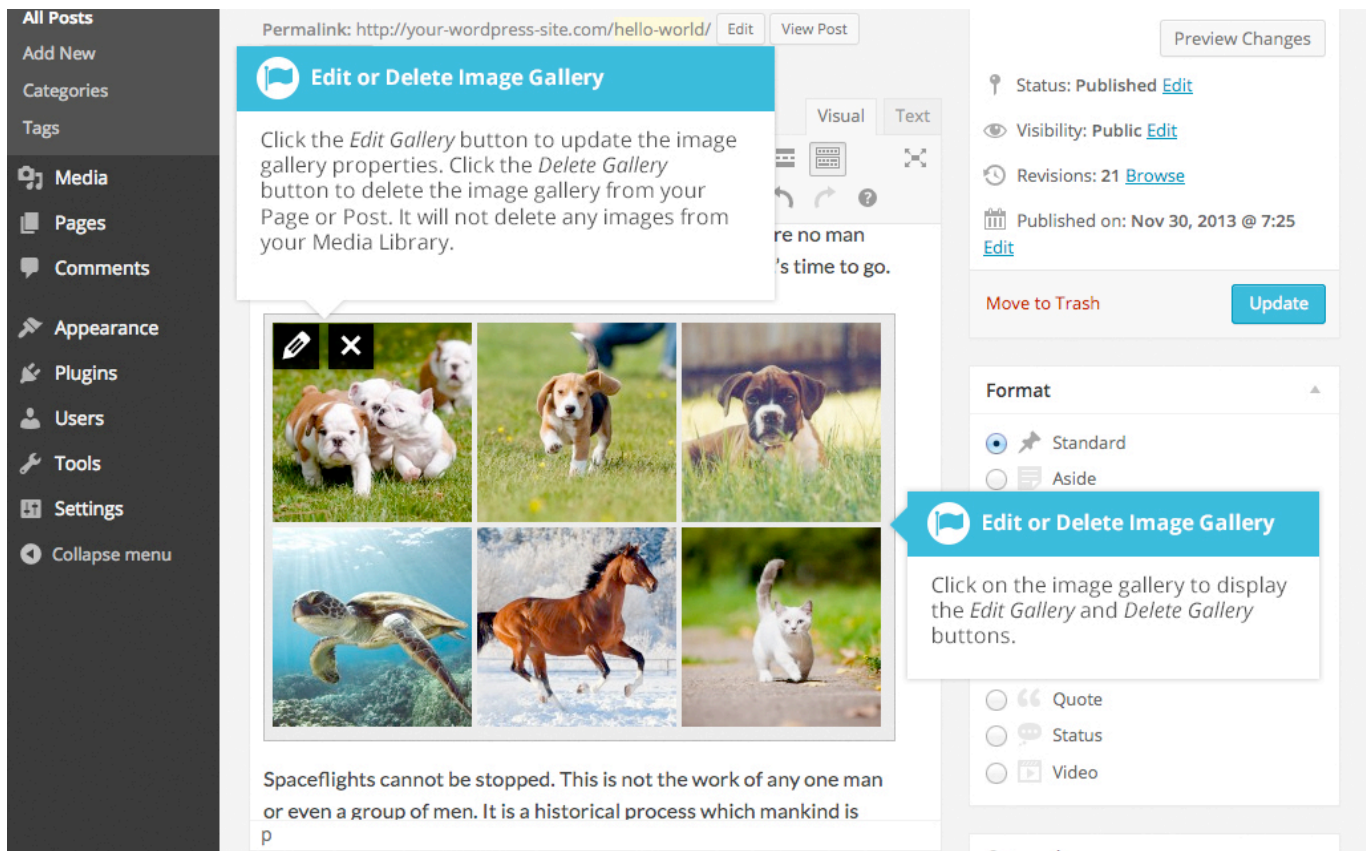 All Posts
Add New
Categories
Tags
Media
Pages
Comments
Appearance
Plugins
Users
Tools
Settings
Collapse menu
Permalink: http://your-wordpress-site.com/hello-world/ Edit View Post
Edit or Delete Image Gallery
Click the Edit Gallery button to update the image
gallery properties. Click the Delete Gallery
button to delete the image gallery from your
Page or Post. It will not delete any images from
your Media Library.
Visual Text
re no man
's time to go.
Spaceflights cannot be stopped. This is not the work of any one man
or even a group of men. It is a historical process which mankind is
p
Preview Changes
Status: Published Edit
Visibility: Public Edit
Revisions: 21 Browse
Published on: Nov 30, 2013 @ 7:25
Edit
Move to Trash Update
Format
Standard
Aside
Edit or Delete Image Gallery
Click on the image gallery to display
the Edit Gallery and Delete Gallery
buttons.
Quote
Status
Video